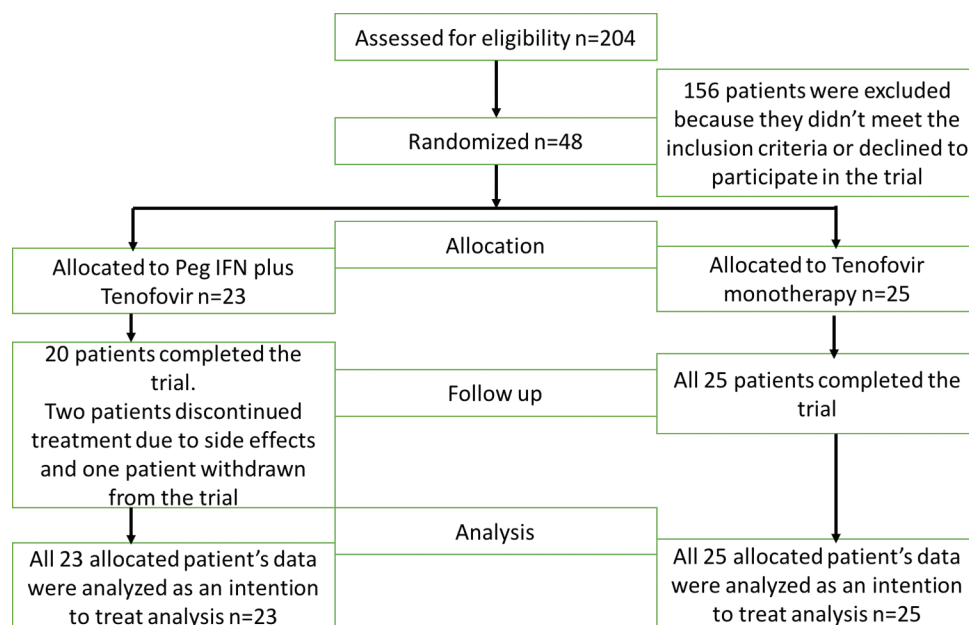 Assessed for eligibility n=204
156 patients were excluded
because they didn’t meet the
inclusion criteria or declined to
participate in the trial
Randomized n=48
Allocation
Allocated to Peg IFN plus
Tenofovir n=23
Allocated to Tenofovir
monotherapy n=25
20 patients completed the
trial.
Two patients discontinued
treatment due to side effects
and one patient withdrawn
from the trial
Follow up
All 25 patients completed the
trial
Analysis
All 23 allocated patient’s data
were analyzed as an intention
to treat analysis n=23
All 25 allocated patient’s data
were analyzed as an intention
to treat analysis n=25